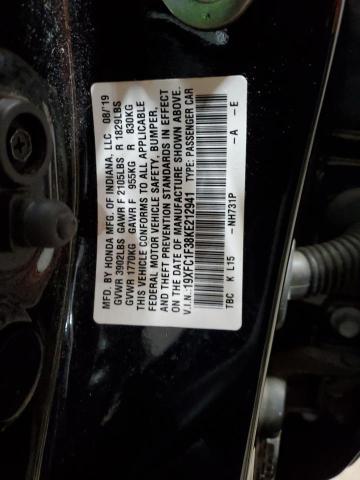 MFD. BY HONDA MFG. OF INDIANA, LLC 08/19
GVWR 3902LBS GAWR F 2105LBS R 1829LBS
GVWR 1770KG GAWR F 955KG R 830KG
THIS VEHICLE CONFORMS TO ALL APPLICABLE
FEDERAL MOTOR VEHICLE SAFETY, BUMPER,
AND THEFT PREVENTION STANDARDS IN EFFECT
ON THE DATE OF MANUFACTURE SHOWN ABOVE.
V.I.N.:19XFC1F38KE212941 TYPE: PASSENGER CAR
TBC K L15 -NH731P -A -E